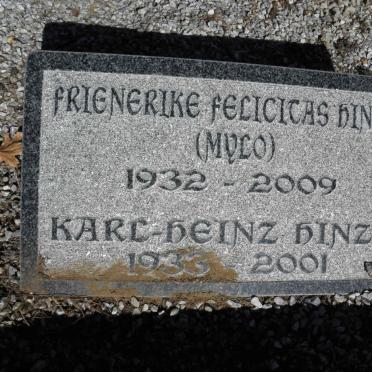 FRIENERIKE FELICITAS HIN
(MYLO)
1932 - 2009
KARL-HEINZ HINZ
1933 2001